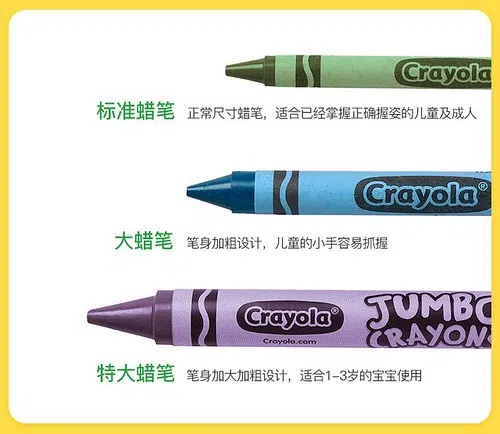 Crayola
标准蜡笔 正常尺寸蜡笔，适合已经掌握正确握姿的儿童及成人
Crayola®
大蜡笔 笔身加粗设计，儿童的小手容易抓握
Crayola®
Crayola.com
JUMBO
CRAYONS
特大蜡笔 笔身加大加粗设计，适合1-3岁的宝宝使用